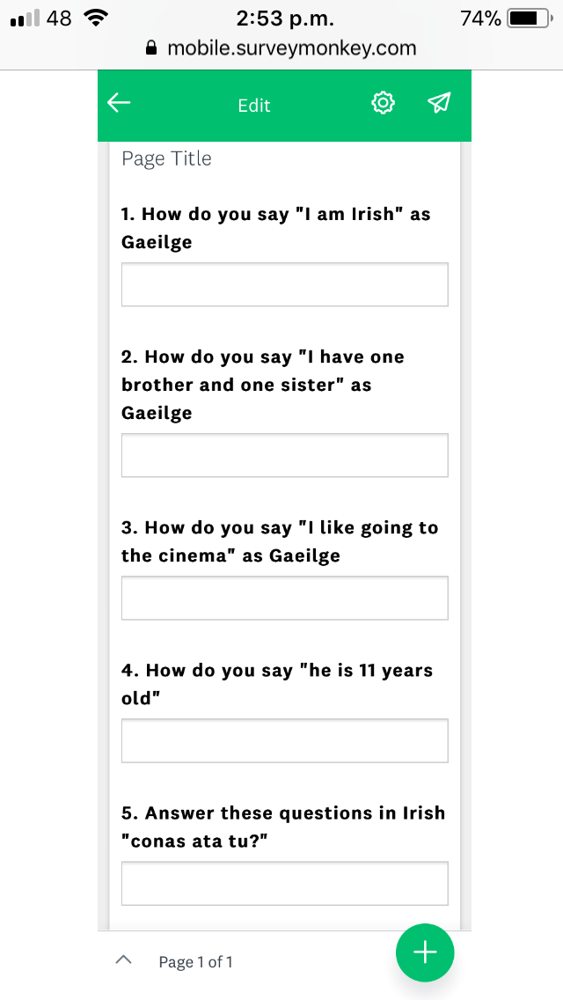 48 2:53 p.m. 74%
mobile.surveymonkey.com
Edit
Page Title
1. How do you say "I am Irish" as
Gaeilge
2. How do you say "I have one
brother and one sister" as
Gaeilge
3. How do you say "I like going to
the cinema" as Gaeilge
4. How do you say "he is 11 years
old"
5. Answer these questions in Irish
"conas ata tu?"
Page 1 of 1